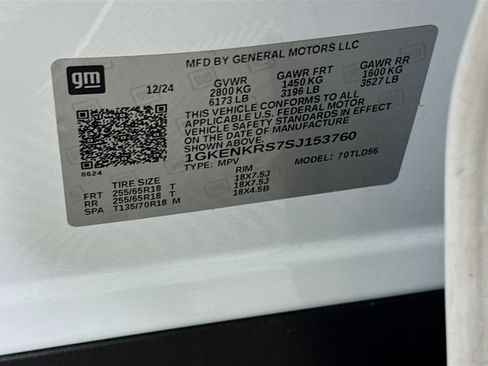 MFD BY GENERAL MOTORS LLC
gm
12/24 GVWR GAWR FRT GAWR RR
2800 KG 1450 KG 1600 KG
6173 LB 3196 LB 3527 LB
THIS VEHICLE CONFORMS TO ALL
APPLICABLE U.S. FEDERAL MOTOR
VEHICLE SAFETY STANDARDS IN EFFECT
ON THE DATE OF MANUFACTURE
SHOWN ABOVE.
1GKENKRS7SJ153760
8624
TYPE: MPV MODEL: 70TLD56
TIRE SIZE RIM
FRT 255/65R18 T 18X7.5J
RR 255/65R18 T 18X7.5J
SPA T135/70R18 M 18X4.5B